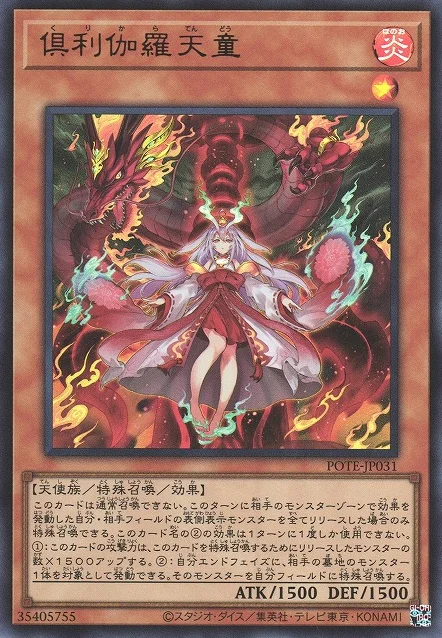 倶利伽羅天童
炎
POTE-JP031
【天使族／特殊召喚／効果】
このカードは通常召喚できない。このターンに相手のモンスターゾーンで効果を
発動した自分・相手フィールドの表側表示モンスターを全てリリースした場合のみ
特殊召喚できる。このカード名の②の効果は1ターンに1度しか使用できない。
①：このカードの攻撃力は、このカードを特殊召喚するためにリリースしたモンスターの
数×1500アップする。②：自分エンドフェイズに、相手の墓地のモンスター
1体を対象として発動できる。そのモンスターを自分フィールドに特殊召喚する。
ATK/1500 DEF/1500
35405755
©スタジオ・ダイス／集英社・テレビ東京・KONAMI